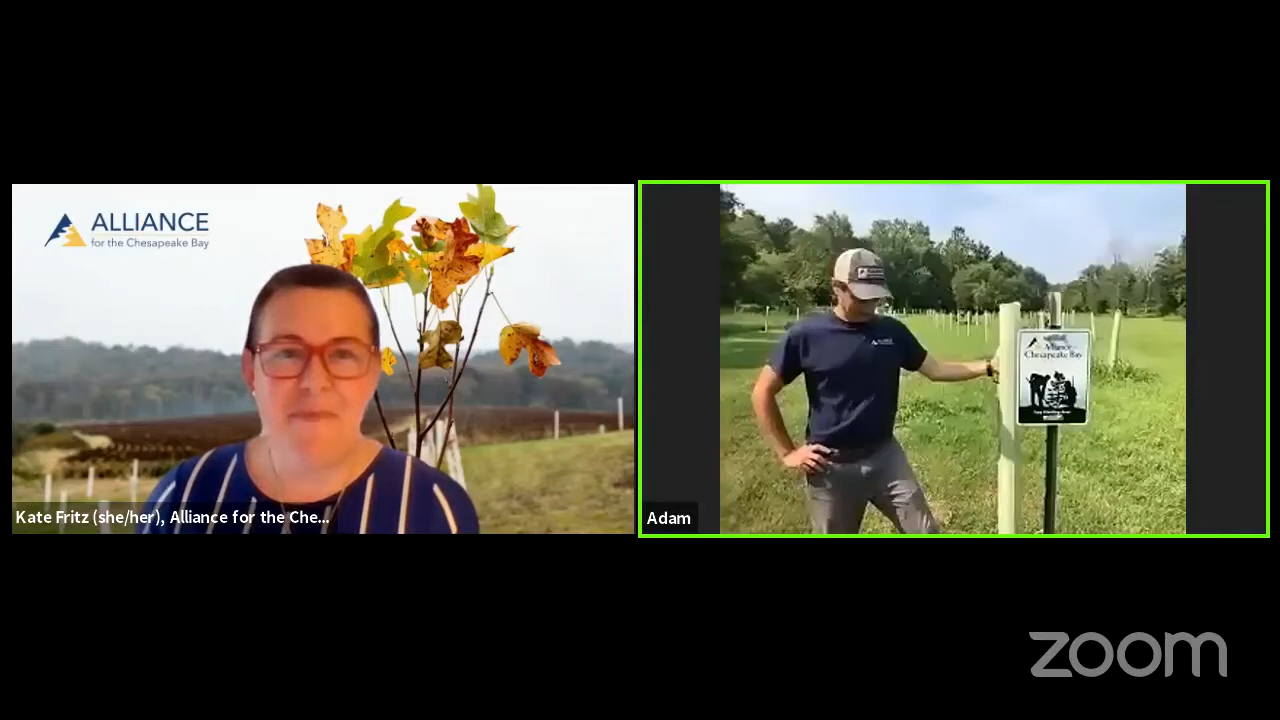 ALLIANCE
for the Chesapeake Bay
Kate Fritz (she/her), Alliance for the Che...
Alliance
Chesapeake Bay
Adam
zoom